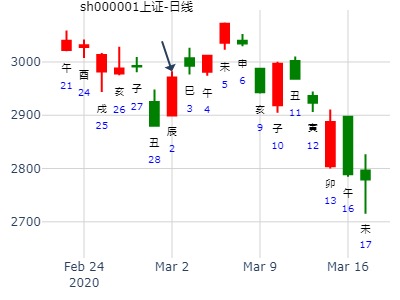 sh000001上证-日线
3000
2900
2800
2700
午
21
酉
24
戌
25
亥
26
子
27
丑
28
辰
2
巳
3
午
4
未
5
申
6
亥
9
子
10
丑
11
寅
12
卯
13
午
16
未
17
Feb 24
2020
Mar 2
Mar 9
Mar 16